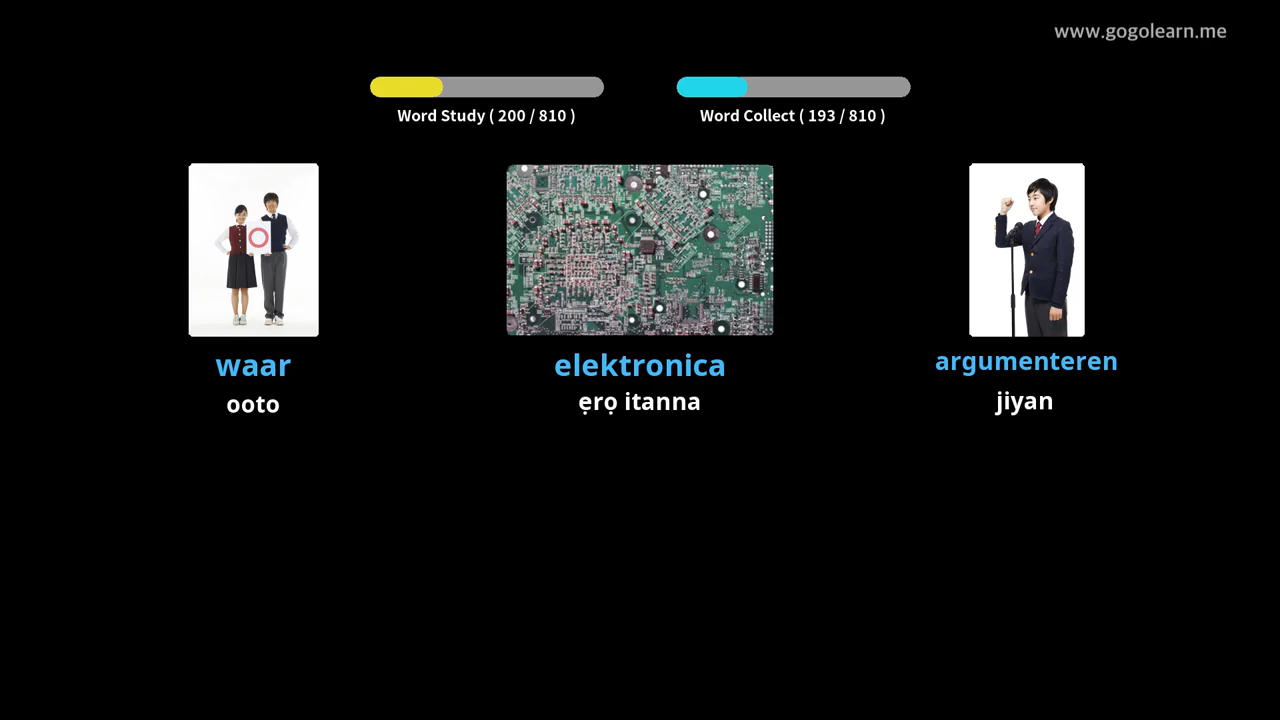 www.gogolearn.me
Word Study ( 200 / 810 )
Word Collect ( 193 / 810 )
waar
elektronica
argumenteren
ooto
ẹrọ itanna
jiyan